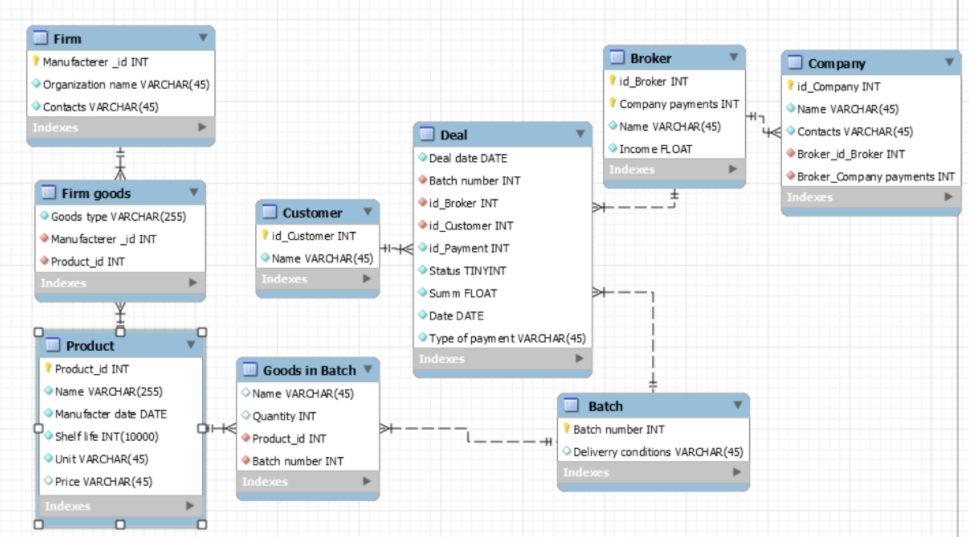 Firm
Manufacterer _id INT
Organization name VARCHAR(45)
Contacts VARCHAR(45)
Indexes
Firm goods
Goods type VARCHAR(255)
Manufacterer _id INT
Product_id INT
Indexes
Product
Product_id INT
Name VARCHAR(255)
Manufacter date DATE
Shelf life INT(10000)
Unit VARCHAR(45)
Price VARCHAR(45)
Indexes
Customer
id_Customer INT
Name VARCHAR(45)
Indexes
Goods in Batch
Name VARCHAR(45)
Quantity INT
Product_id INT
Batch number INT
Indexes
Deal
Deal date DATE
Batch number INT
id_Broker INT
id_Customer INT
id_Payment INT
Status TINYINT
Summ FLOAT
Date DATE
Type of payment VARCHAR(45)
Indexes
Broker
id_Broker INT
Company payments INT
Name VARCHAR(45)
Income FLOAT
Indexes
Company
id_Company INT
Name VARCHAR(45)
Contacts VARCHAR(45)
Broker_id_Broker INT
Broker_Company payments INT
Indexes
Batch
Batch number INT
Deliverry conditions VARCHAR(45)
Indexes